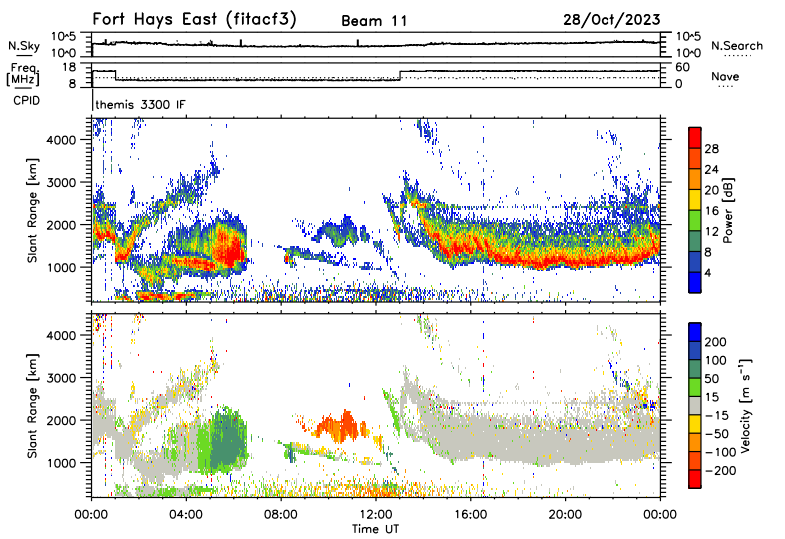 Fort Hays East (fitacf3) Beam 11 28/Oct/2023
N.Sky 10^5 10^0 10^5 10^0 N.Search
Freq. [MHz] 18 8 60 0 Nave
CPID themis 3300 IF
Slant Range [km] 4000 3000 2000 1000
Power [dB] 28 24 20 16 12 8 4
Slant Range [km] 4000 3000 2000 1000
Velocity [m s⁻¹] 200 100 50 15 −15 −50 −100 −200
00:00 04:00 08:00 12:00 16:00 20:00 00:00
Time UT